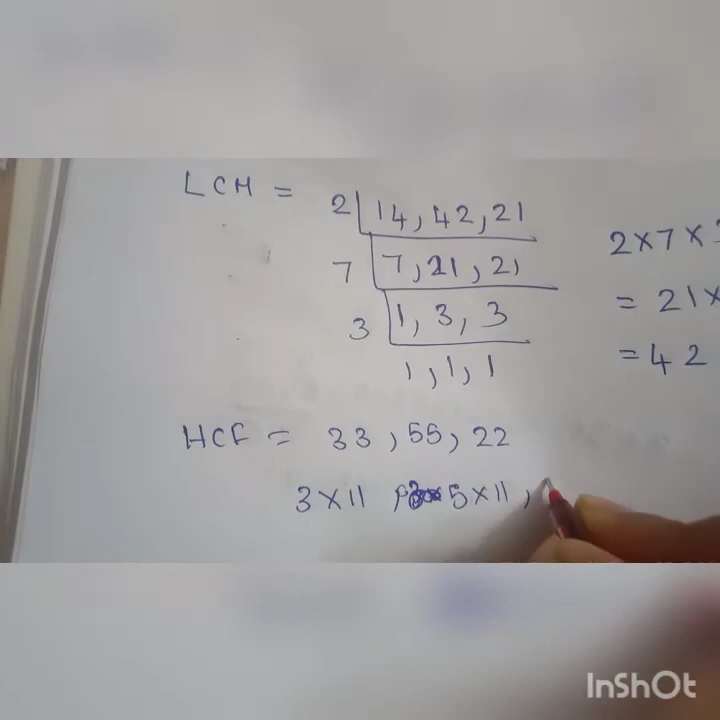 LCM =
2 | 14, 42, 21
7 | 7, 21, 21
3 | 1, 3, 3
1, 1, 1
2 × 7 ×
= 21 ×
= 42
HCF = 33, 55, 22
3 × 11 , 5 × 11 ,
InShOt